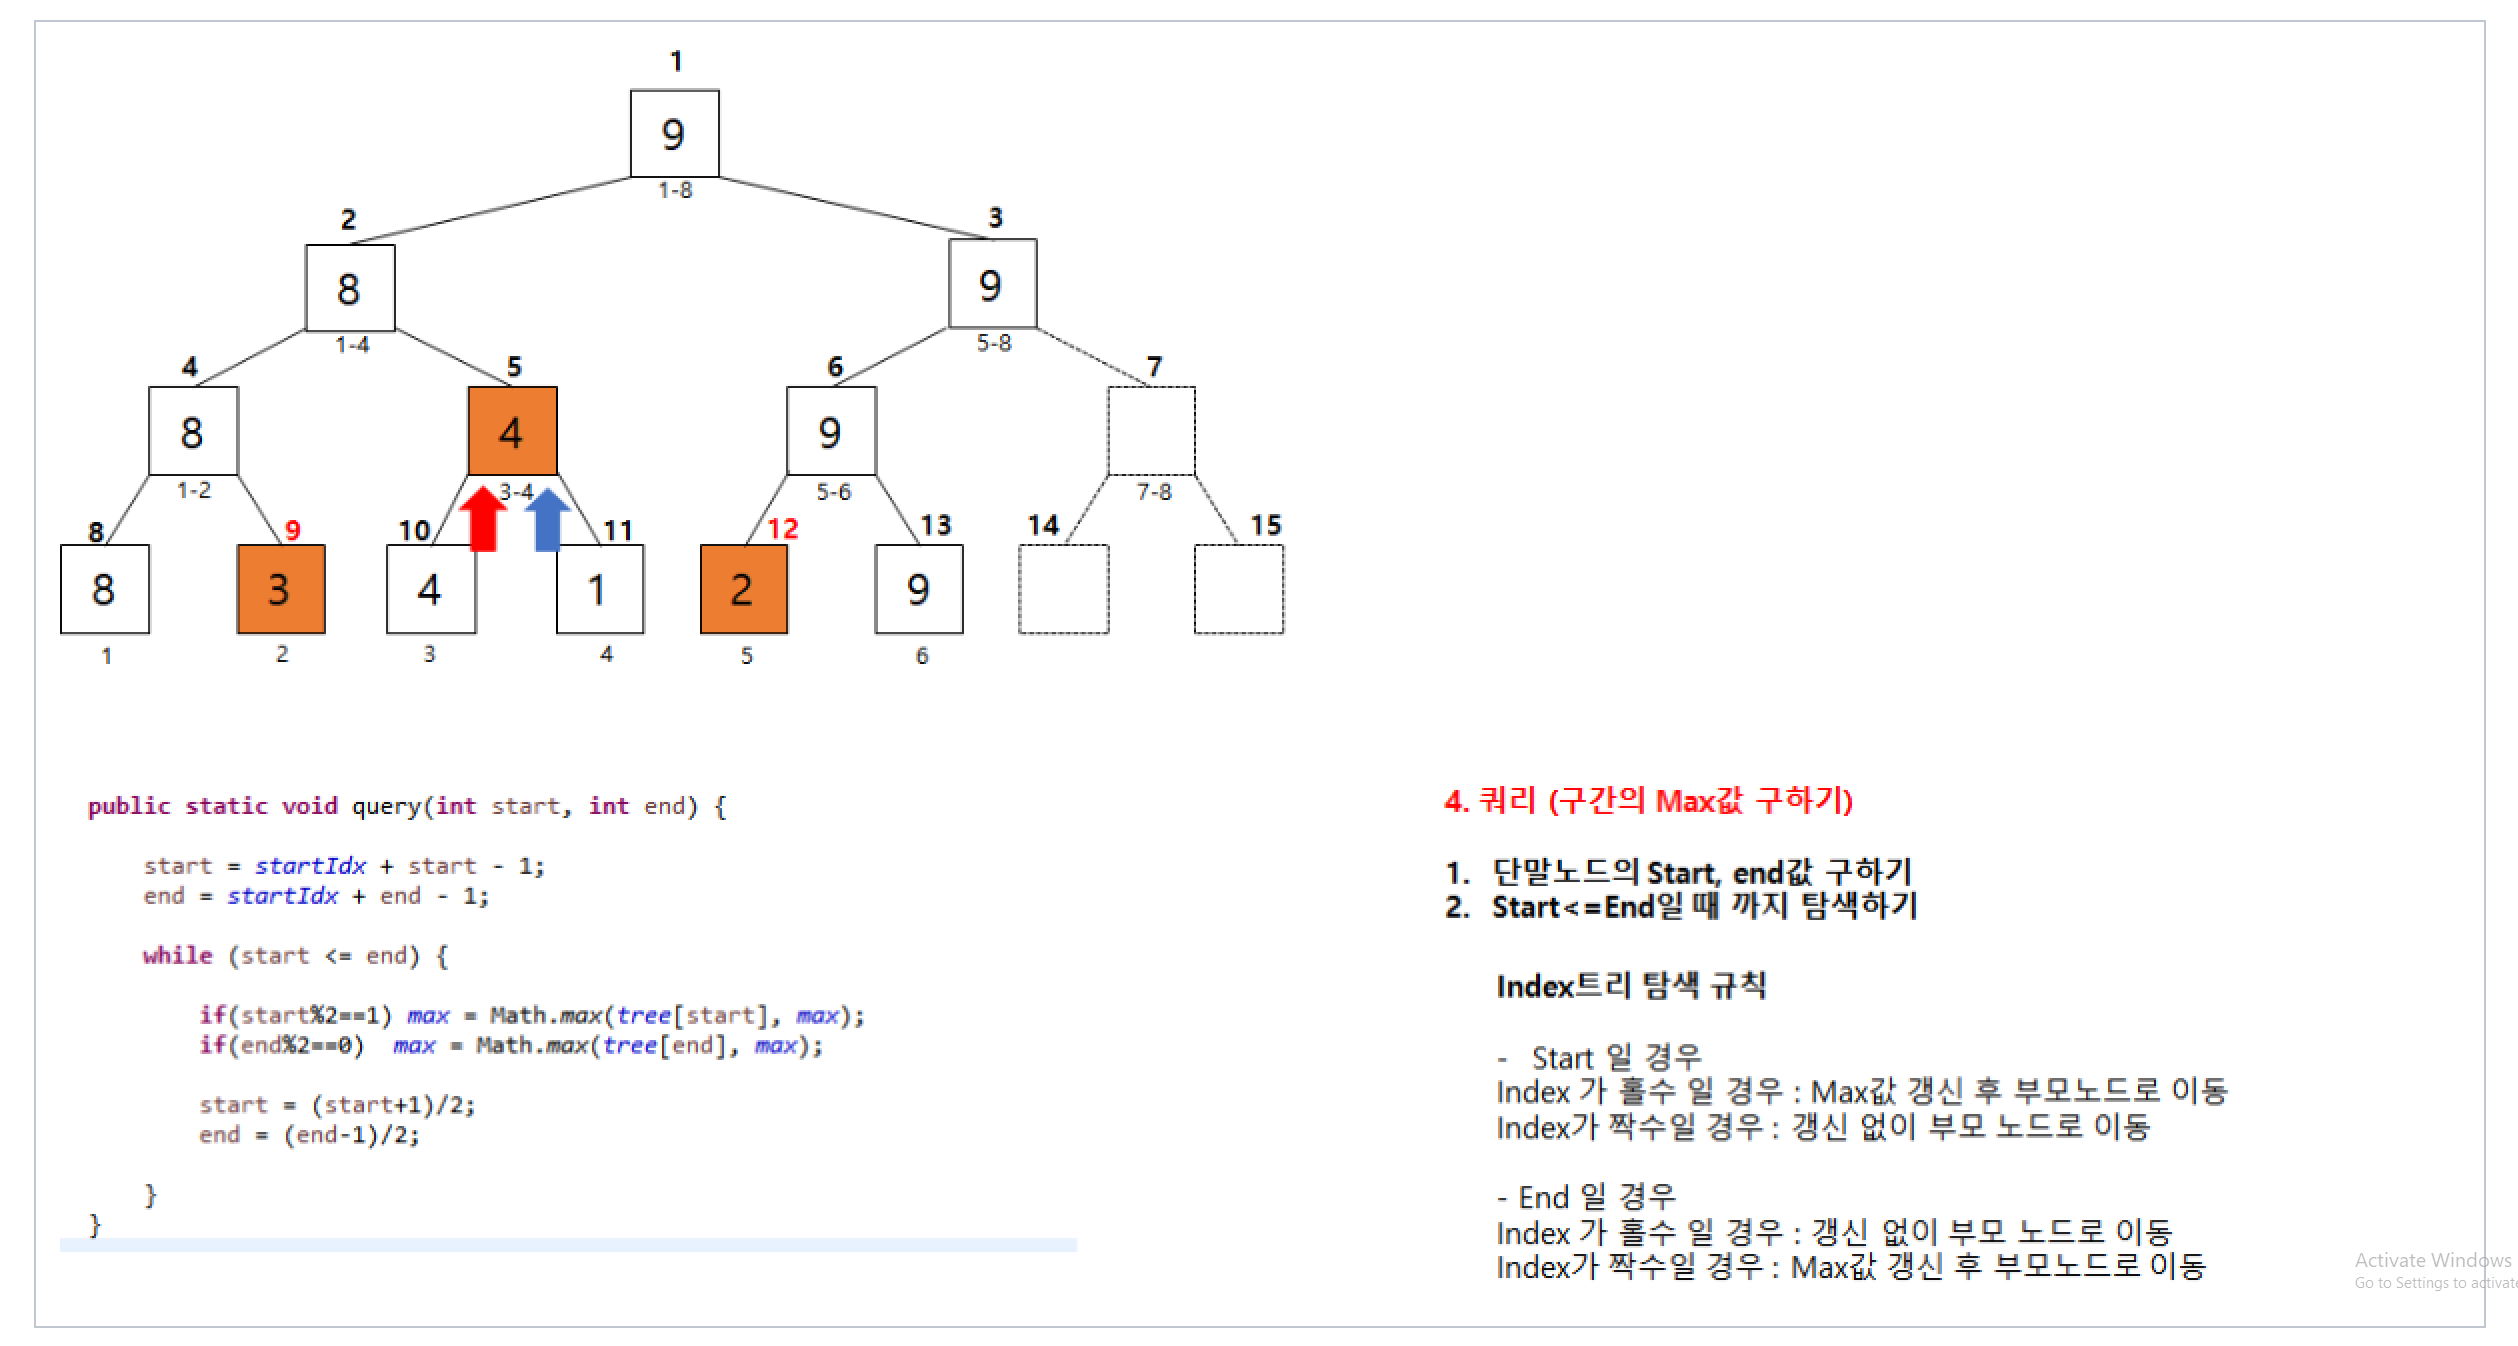 1
9
1-8
2
3
8
9
1-4
5-8
4
5
6
7
8
4
9
1-2
3-4
5-6
7-8
8
9
10
11
12
13
14
15
8
3
4
1
2
9
1
2
3
4
5
6
public static void query(int start, int end) {
start = startIdx + start - 1;
end = startIdx + end - 1;
while (start <= end) {
if(start%2==1) max = Math.max(tree[start], max);
if(end%2==0) max = Math.max(tree[end], max);
start = (start+1)/2;
end = (end-1)/2;
}
}
4. 쿼리 (구간의 Max값 구하기)
1. 단말노드의 Start, end값 구하기
2. Start<=End일 때 까지 탐색하기
Index트리 탐색 규칙
- Start 일 경우
Index 가 홀수 일 경우 : Max값 갱신 후 부모노드로 이동
Index가 짝수일 경우 : 갱신 없이 부모 노드로 이동
- End 일 경우
Index 가 홀수 일 경우 : 갱신 없이 부모 노드로 이동
Index가 짝수일 경우 : Max값 갱신 후 부모노드로 이동
Activate Windows
Go to Settings to activate